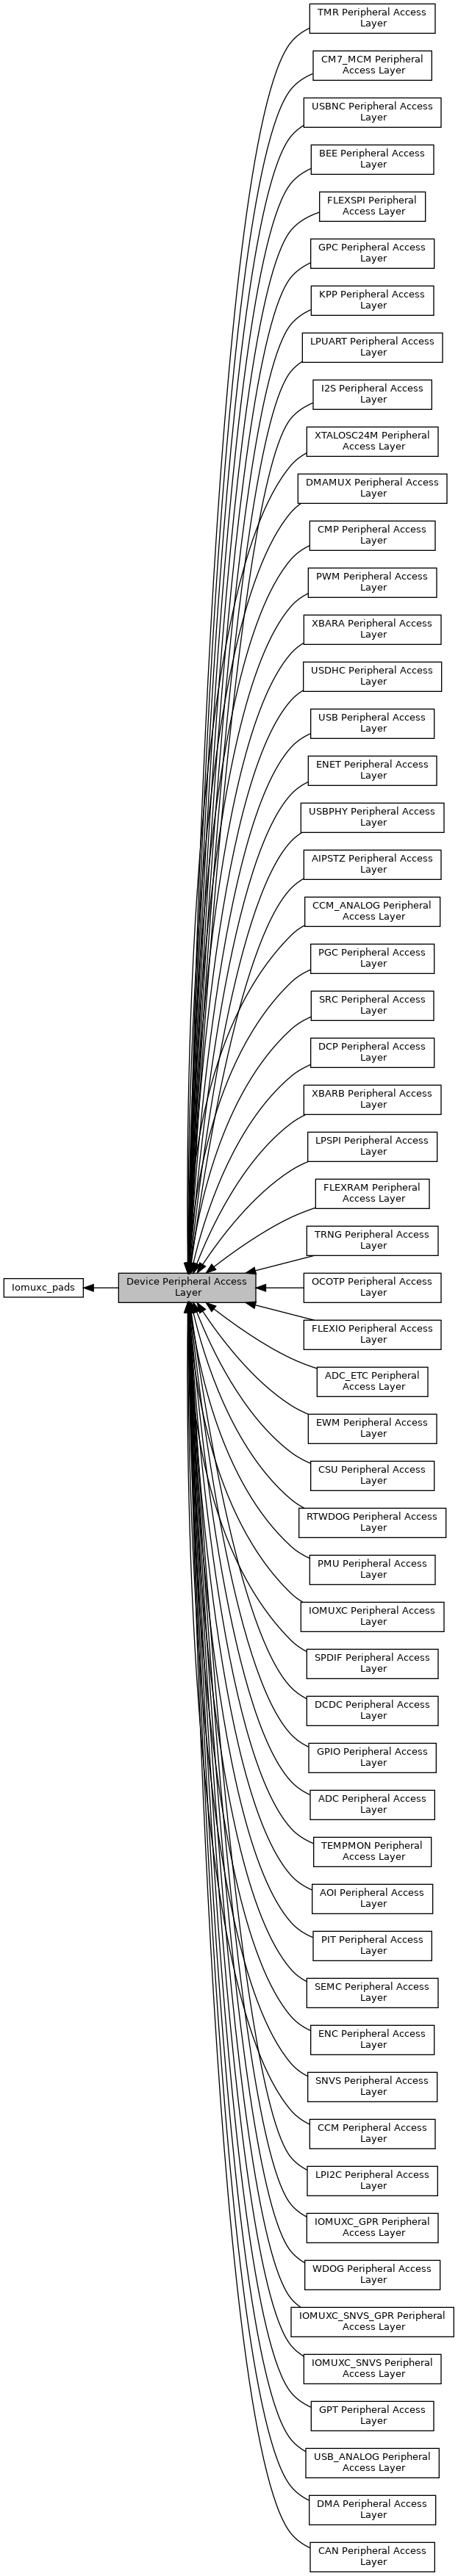 TMR Peripheral Access
Layer
CM7_MCM Peripheral
Access Layer
USBNC Peripheral Access
Layer
BEE Peripheral Access
Layer
FLEXSPI Peripheral
Access Layer
GPC Peripheral Access
Layer
KPP Peripheral Access
Layer
LPUART Peripheral Access
Layer
I2S Peripheral Access
Layer
XTALOSC24M Peripheral
Access Layer
DMAMUX Peripheral Access
Layer
CMP Peripheral Access
Layer
PWM Peripheral Access
Layer
XBARA Peripheral Access
Layer
USDHC Peripheral Access
Layer
USB Peripheral Access
Layer
ENET Peripheral Access
Layer
USBPHY Peripheral Access
Layer
AIPSTZ Peripheral Access
Layer
CCM_ANALOG Peripheral
Access Layer
PGC Peripheral Access
Layer
SRC Peripheral Access
Layer
DCP Peripheral Access
Layer
XBARB Peripheral Access
Layer
LPSPI Peripheral Access
Layer
FLEXRAM Peripheral
Access Layer
TRNG Peripheral Access
Layer
Iomuxc_pads
Device Peripheral Access
Layer
OCOTP Peripheral Access
Layer
FLEXIO Peripheral Access
Layer
ADC_ETC Peripheral
Access Layer
EWM Peripheral Access
Layer
CSU Peripheral Access
Layer
RTWDOG Peripheral Access
Layer
PMU Peripheral Access
Layer
IOMUXC Peripheral Access
Layer
SPDIF Peripheral Access
Layer
DCDC Peripheral Access
Layer
GPIO Peripheral Access
Layer
ADC Peripheral Access
Layer
TEMPMON Peripheral
Access Layer
AOI Peripheral Access
Layer
PIT Peripheral Access
Layer
SEMC Peripheral Access
Layer
ENC Peripheral Access
Layer
SNVS Peripheral Access
Layer
CCM Peripheral Access
Layer
LPI2C Peripheral Access
Layer
IOMUXC_GPR Peripheral
Access Layer
WDOG Peripheral Access
Layer
IOMUXC_SNVS_GPR Peripheral
Access Layer
IOMUXC_SNVS Peripheral
Access Layer
GPT Peripheral Access
Layer
USB_ANALOG Peripheral
Access Layer
DMA Peripheral Access
Layer
CAN Peripheral Access
Layer